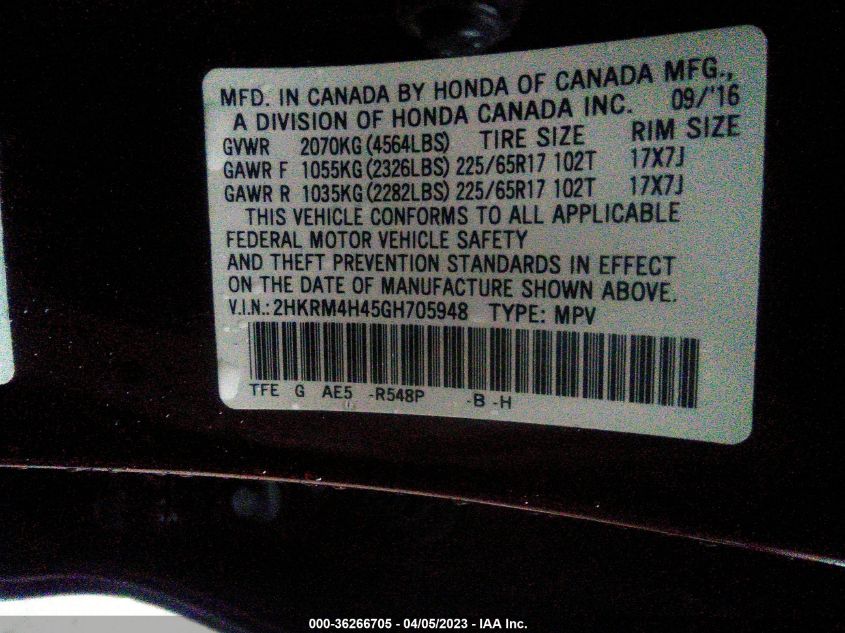 MFD. IN CANADA BY HONDA OF CANADA MFG.,
A DIVISION OF HONDA CANADA INC. 09/'16
GVWR 2070KG (4564LBS) TIRE SIZE RIM SIZE
GAWR F 1055KG (2326LBS) 225/65R17 102T 17X7J
GAWR R 1035KG (2282LBS) 225/65R17 102T 17X7J
THIS VEHICLE CONFORMS TO ALL APPLICABLE
FEDERAL MOTOR VEHICLE SAFETY
AND THEFT PREVENTION STANDARDS IN EFFECT
ON THE DATE OF MANUFACTURE SHOWN ABOVE.
V.I.N.: 2HKRM4H45GH705948 TYPE: MPV
TFE G AE5 -R548P -B -H
000-36266705 - 04/05/2023 - IAA Inc.